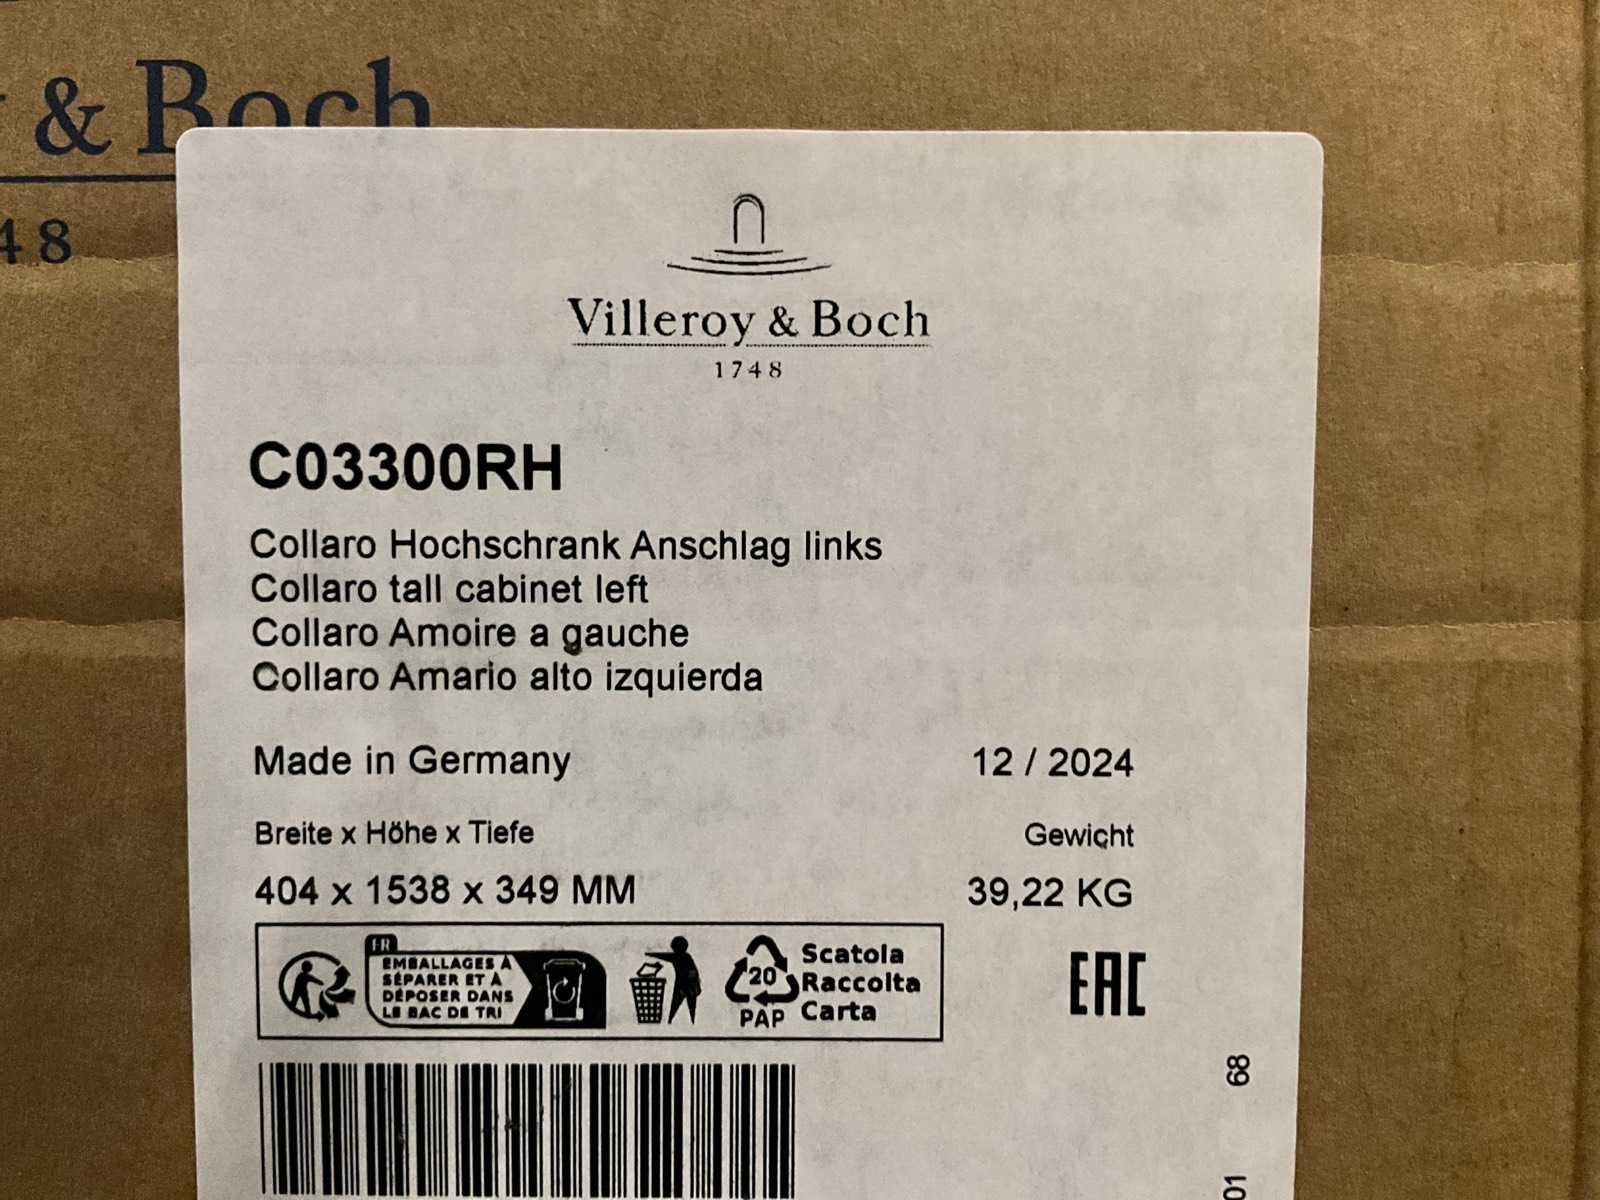 & Boch
48
Villeroy & Boch
1748
C03300RH
Collaro Hochschrank Anschlag links
Collaro tall cabinet left
Collaro Amoire a gauche
Collaro Amario alto izquierda
Made in Germany
12 / 2024
Breite x Höhe x Tiefe
Gewicht
404 x 1538 x 349 MM
39,22 KG
FR
EMBALLAGES À
SÉPARER ET À
DÉPOSER DANS
LE BAC DE TRI
20
PAP
Scatola
Raccolta
Carta
EAC
68
01